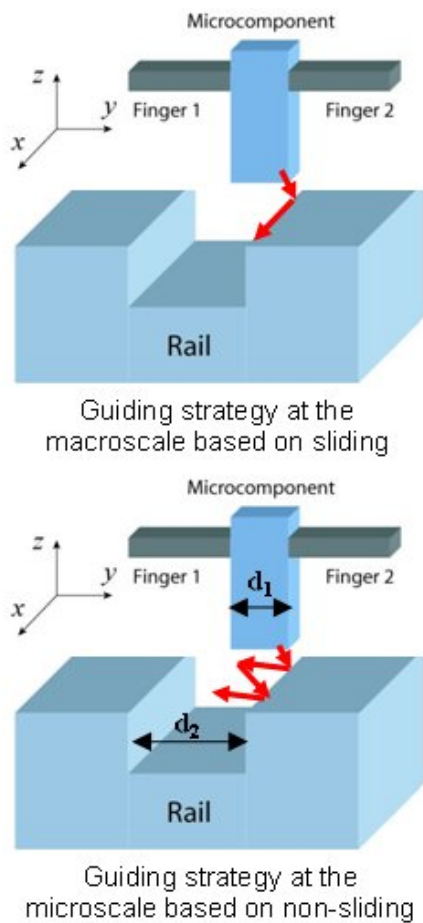 Microcomponent
z
y
x
Finger 1
Finger 2
Rail
Guiding strategy at the
macroscale based on sliding
Microcomponent
z
y
x
Finger 1
Finger 2
d₁
d₂
Rail
Guiding strategy at the
microscale based on non-sliding